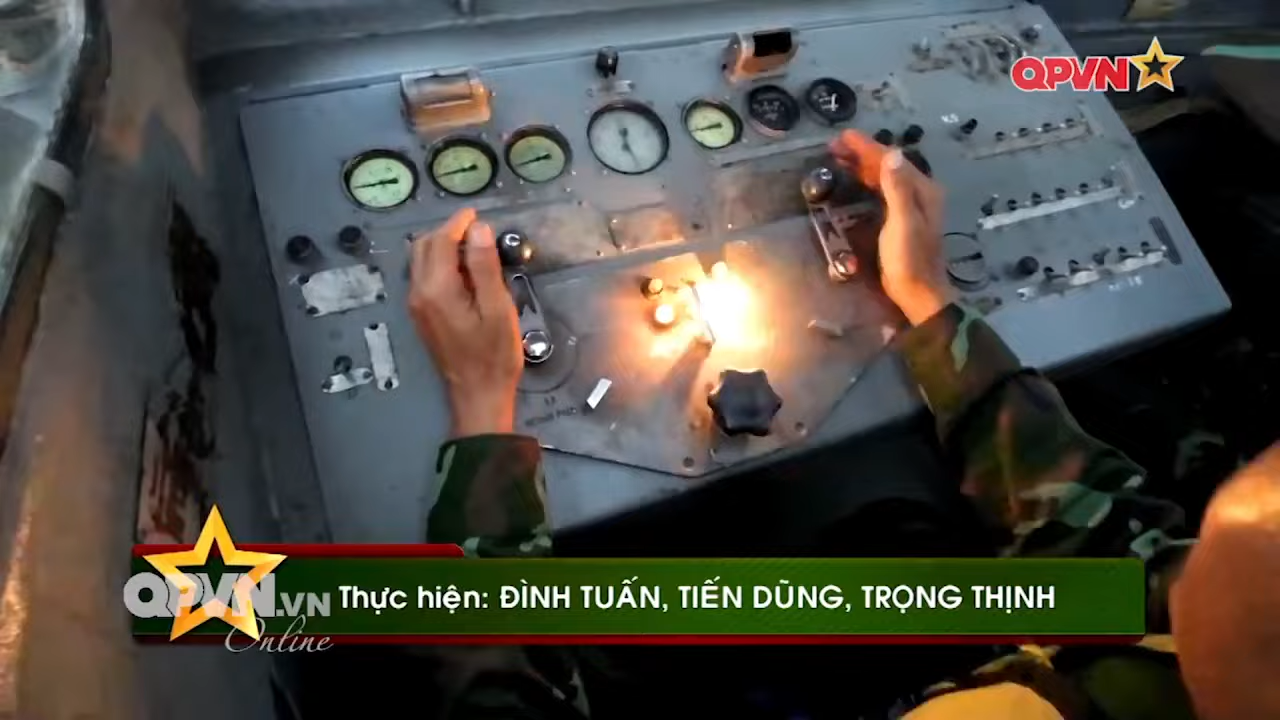 QPVN
QPVN.VN
Online
Thực hiện: ĐÌNH TUẤN, TIẾN DŨNG, TRỌNG THỊNH